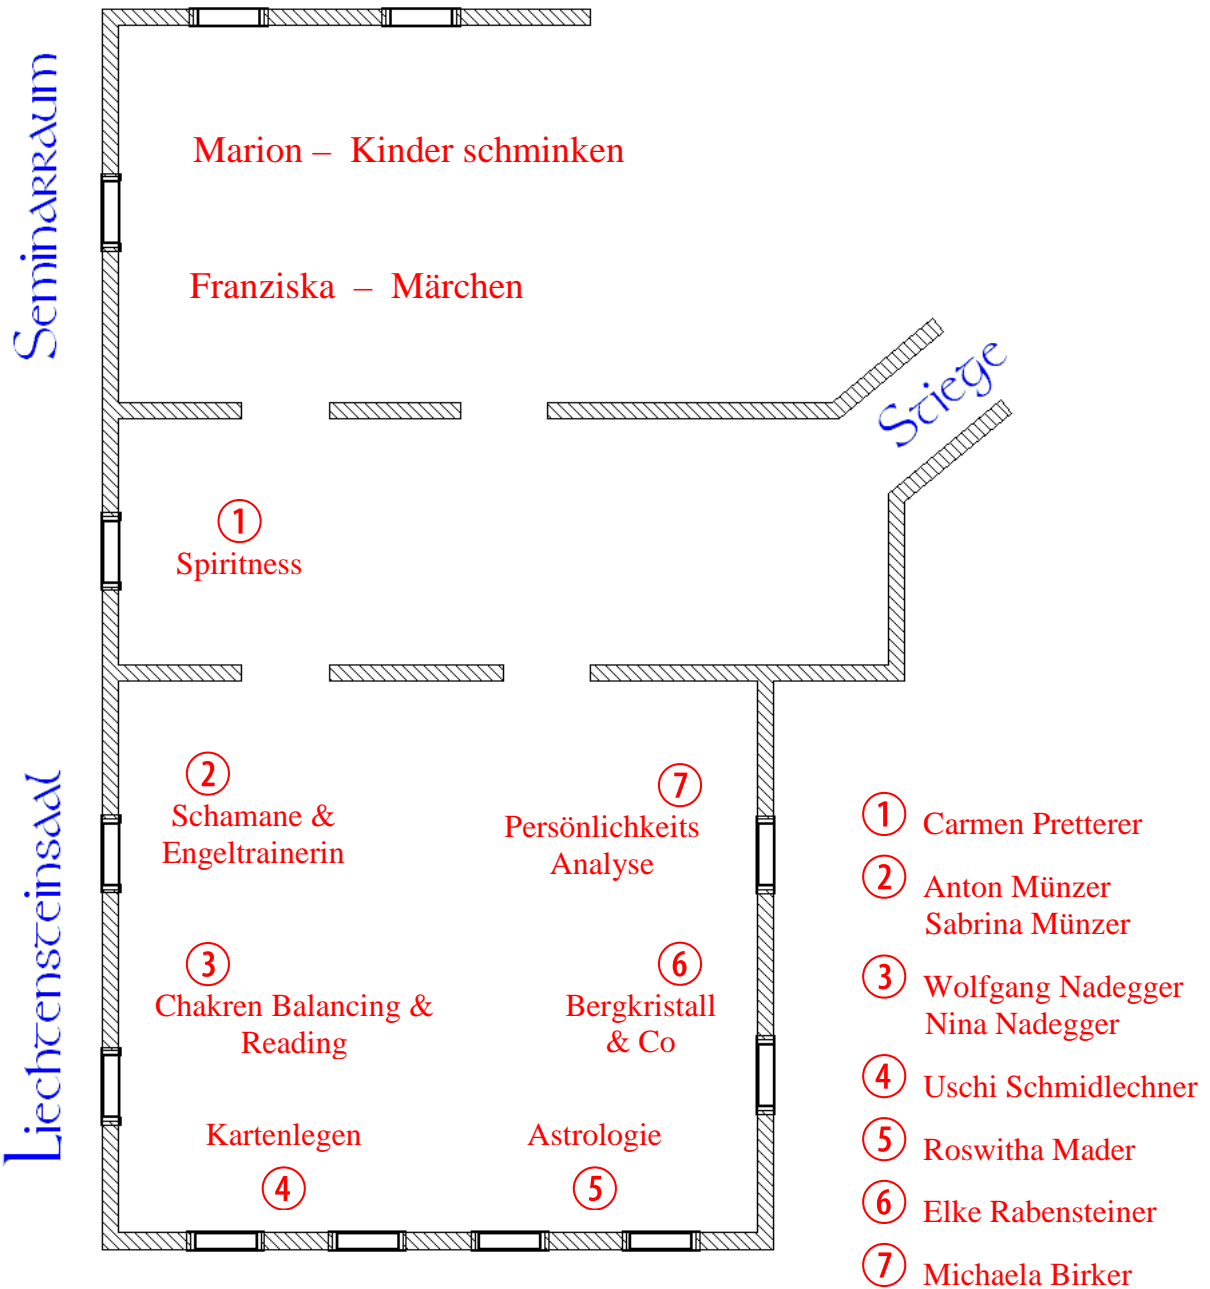 Seminarraum
Marion – Kinder schminken
Franziska – Märchen
Stiege
1
Spiritness
Liechtensteinsaal
2
Schamane &
Engeltrainerin
7
Persönlichkeits
Analyse
3
Chakren Balancing &
Reading
6
Bergkristall
& Co
Kartenlegen
4
Astrologie
5
1 Carmen Pretterer
2 Anton Münzer
Sabrina Münzer
3 Wolfgang Nadegger
Nina Nadegger
4 Uschi Schmidlechner
5 Roswitha Mader
6 Elke Rabensteiner
7 Michaela Birker